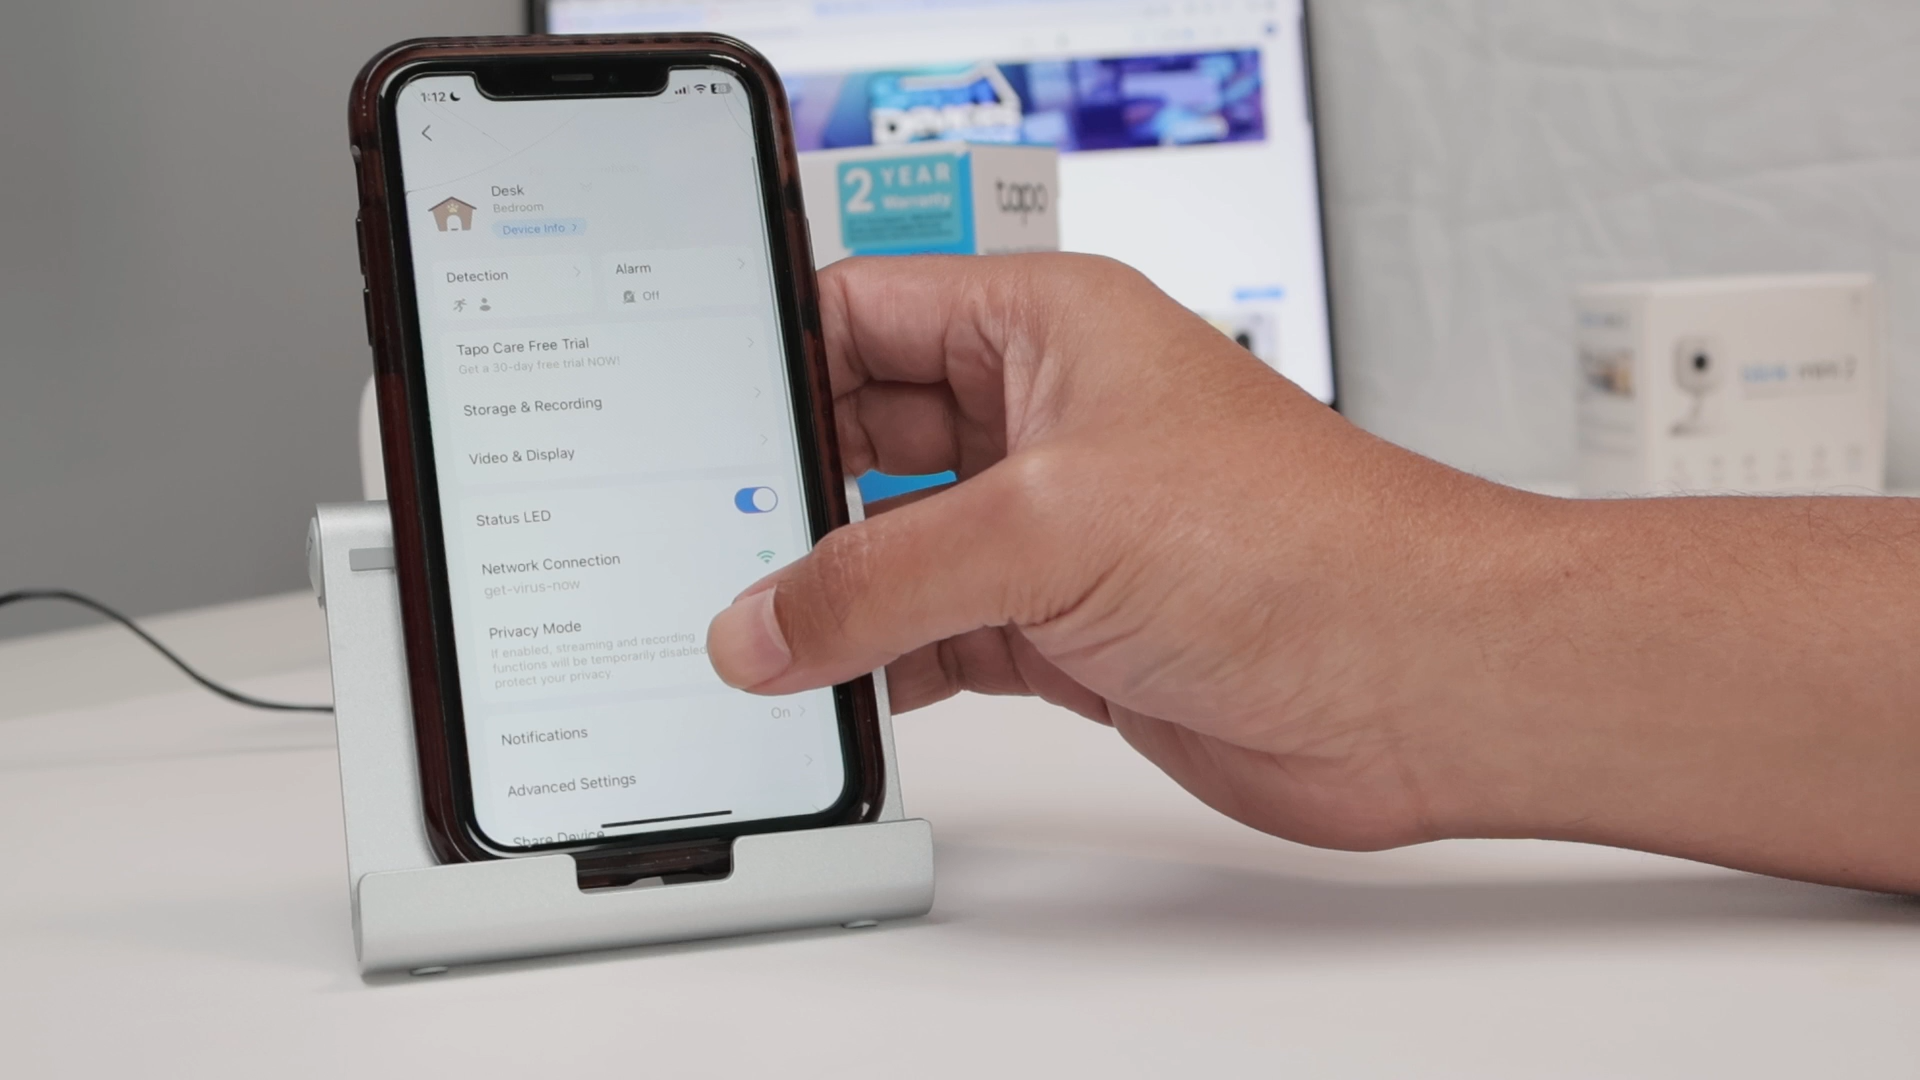 1:12
Desk
Bedroom
Device Info
Detection
Alarm
Off
Tapo Care Free Trial
Get a 30-day free trial NOW!
Storage & Recording
Video & Display
Status LED
Network Connection
get-virus-now
Privacy Mode
If enabled, streaming and recording
functions will be temporarily disabled
protect your privacy.
On
Notifications
Advanced Settings
Share Device
2 YEAR
Warranty
tapo
Devices